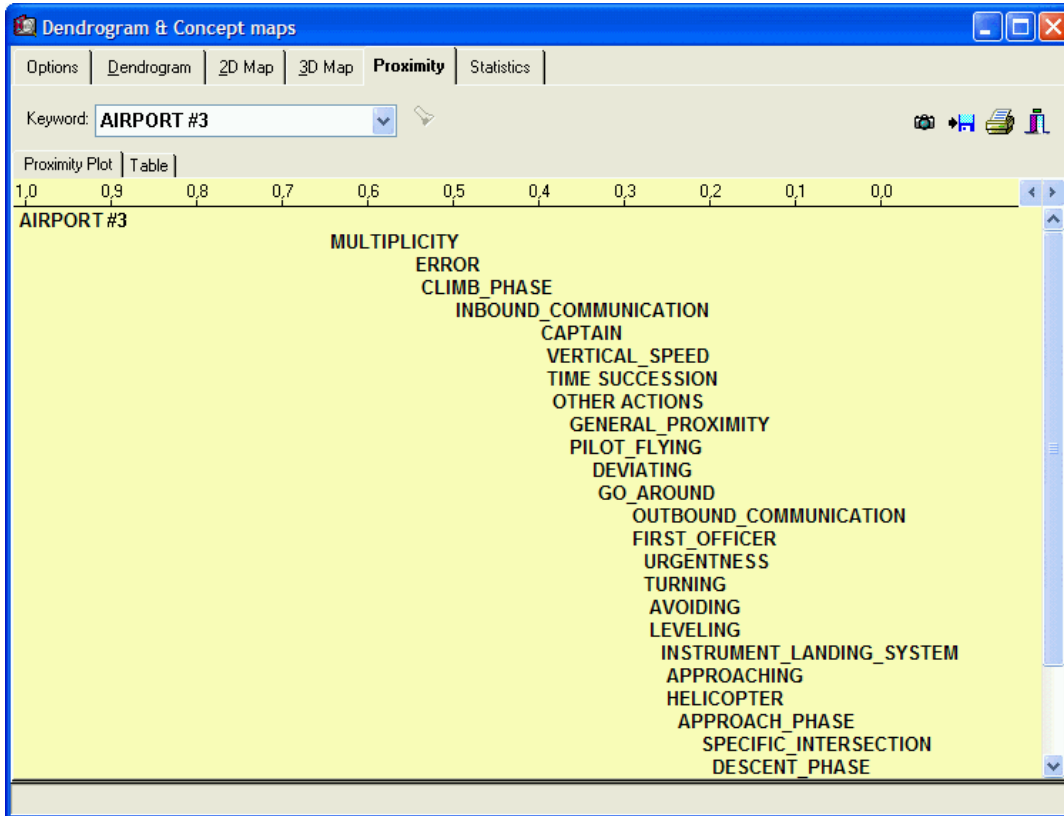 Dendrogram & Concept maps
Options Dendrogram 2D Map 3D Map Proximity Statistics
Keyword: AIRPORT #3
Proximity Plot Table
1,0 0,9 0,8 0,7 0,6 0,5 0,4 0,3 0,2 0,1 0,0
AIRPORT #3
MULTIPLICITY
ERROR
CLIMB_PHASE
INBOUND_COMMUNICATION
CAPTAIN
VERTICAL_SPEED
TIME SUCCESSION
OTHER ACTIONS
GENERAL_PROXIMITY
PILOT_FLYING
DEVIATING
GO_AROUND
OUTBOUND_COMMUNICATION
FIRST_OFFICER
URGENTNESS
TURNING
AVOIDING
LEVELING
INSTRUMENT_LANDING_SYSTEM
APPROACHING
HELICOPTER
APPROACH_PHASE
SPECIFIC_INTERSECTION
DESCENT_PHASE